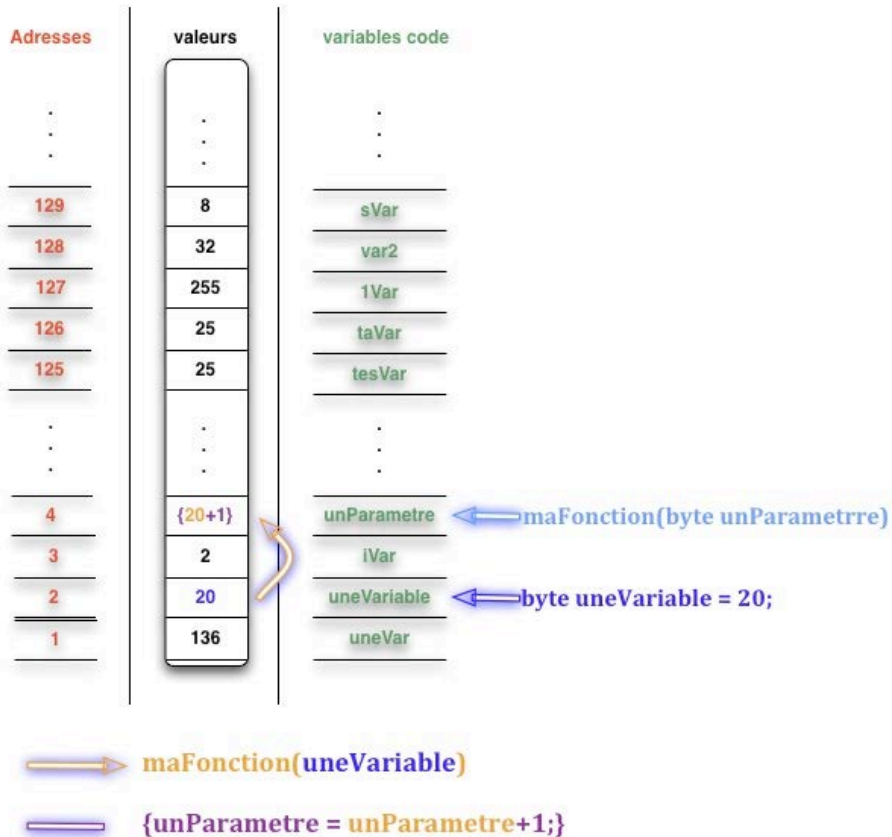 Adresses valeurs variables code
. . .
. . .
. . .
129 8 sVar
128 32 var2
127 255 1Var
126 25 taVar
125 25 tesVar
. . .
. . .
. . .
4 {20+1} unParametre maFonction(byte unParametrre)
3 2 iVar
2 20 uneVariable byte uneVariable = 20;
1 136 uneVar
maFonction(uneVariable)
{unParametre = unParametre+1;}